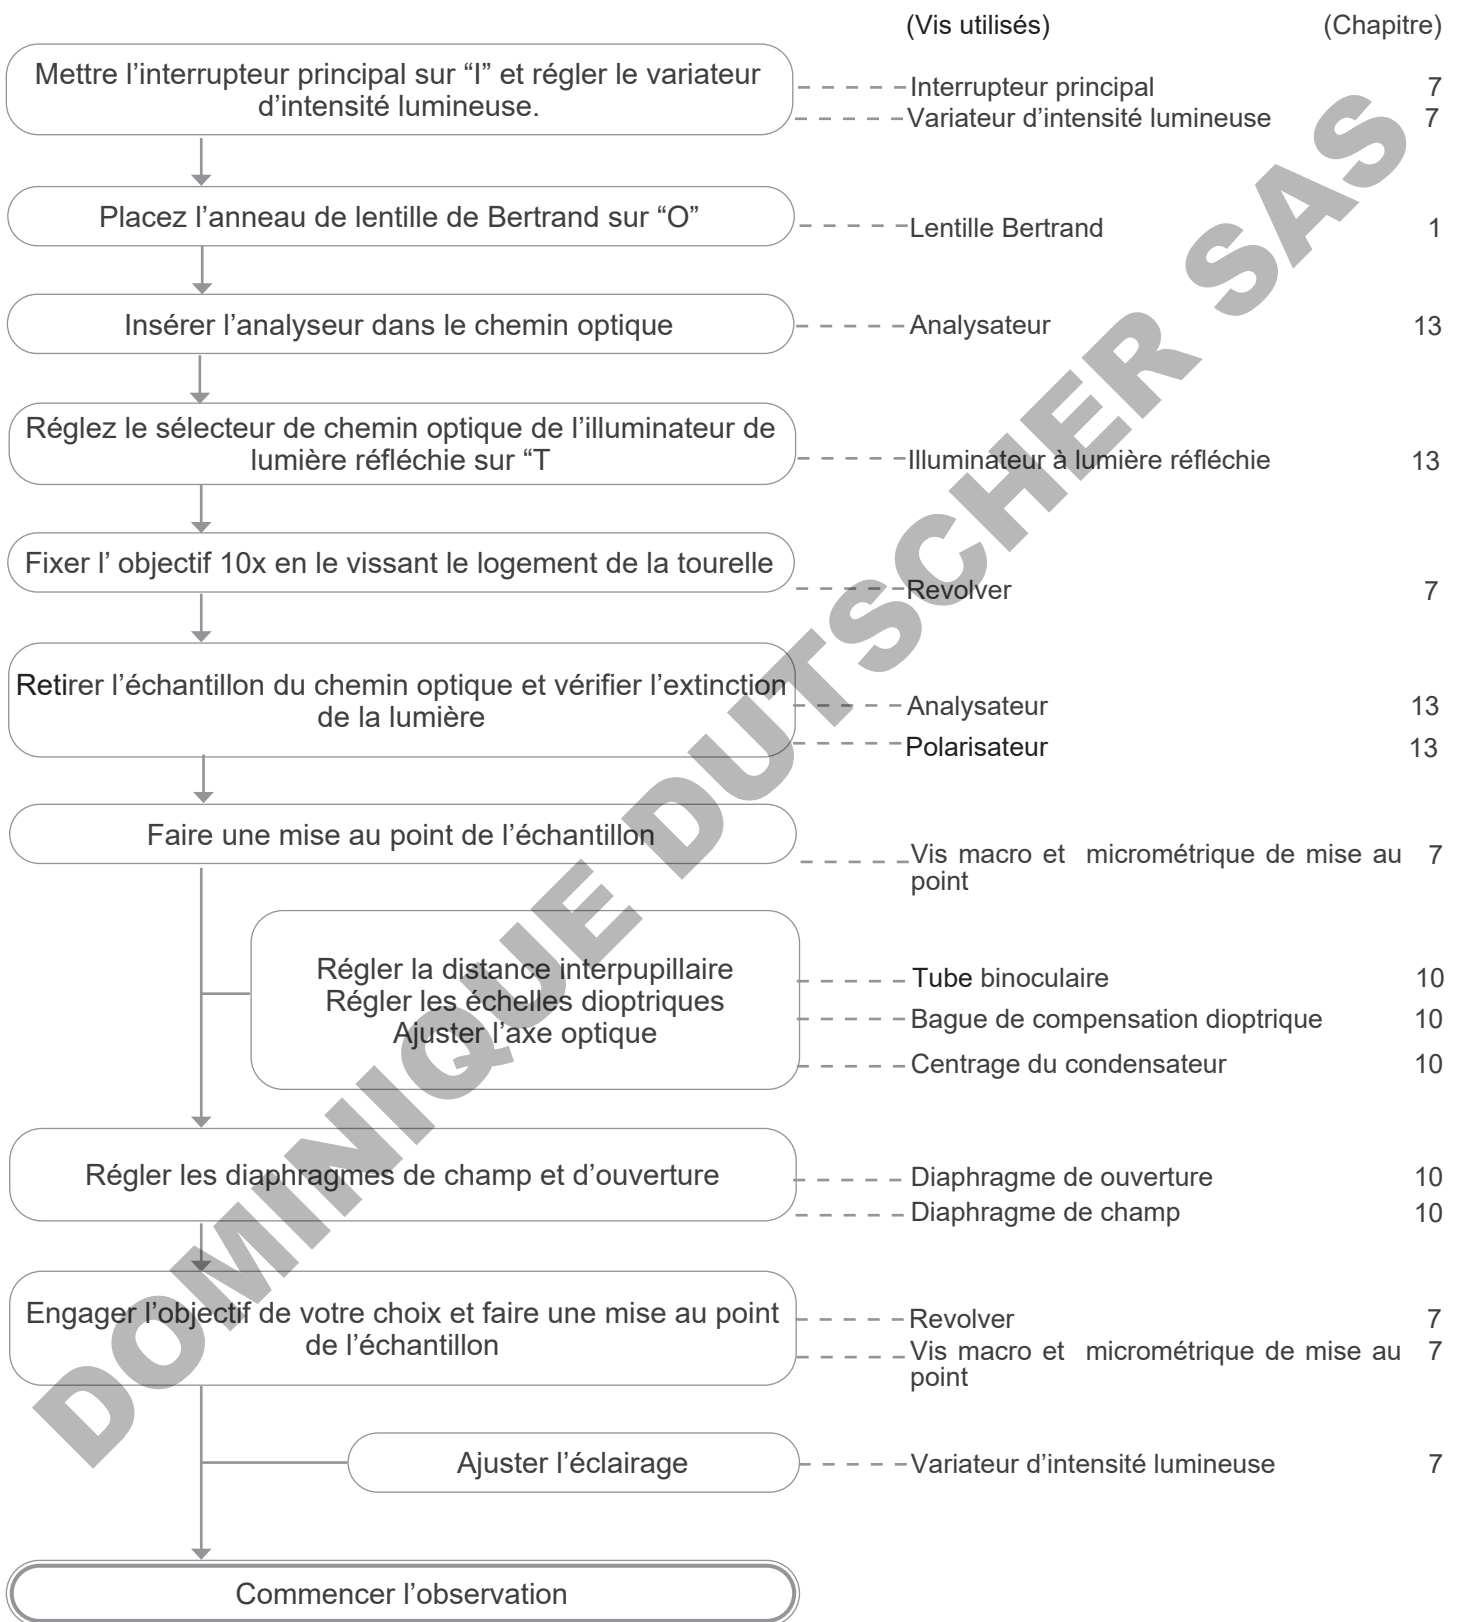 (Vis utilisés) (Chapitre)
Mettre l’interrupteur principal sur “I” et régler le variateur
d’intensité lumineuse.
Interrupteur principal 7
Variateur d’intensité lumineuse 7
Placez l’anneau de lentille de Bertrand sur “O”
Lentille Bertrand 1
Insérer l’analyseur dans le chemin optique
Analysateur 13
Réglez le sélecteur de chemin optique de l’illuminateur de
lumière réfléchie sur “T
Illuminateur à lumière réfléchie 13
Fixer l’ objectif 10x en le vissant le logement de la tourelle
Revolver 7
Retirer l’échantillon du chemin optique et vérifier l’extinction
de la lumière
Analysateur 13
Polarisateur 13
Faire une mise au point de l’échantillon
Vis macro et micrométrique de mise au 7
point
Régler la distance interpupillaire
Régler les échelles dioptriques
Ajuster l’axe optique
Tube binoculaire 10
Bague de compensation dioptrique 10
Centrage du condensateur 10
Régler les diaphragmes de champ et d’ouverture
Diaphragme de ouverture 10
Diaphragme de champ 10
Engager l’objectif de votre choix et faire une mise au point
de l’échantillon
Revolver 7
Vis macro et micrométrique de mise au 7
point
Ajuster l’éclairage
Variateur d’intensité lumineuse 7
Commencer l’observation
DOMINIQUE DUTSCHER SAS